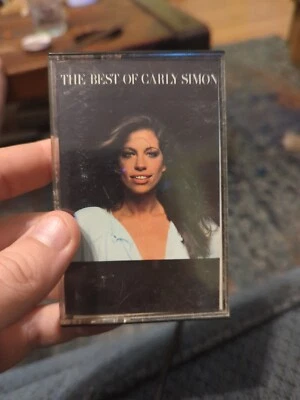 THE BEST OF CARLY SIMON